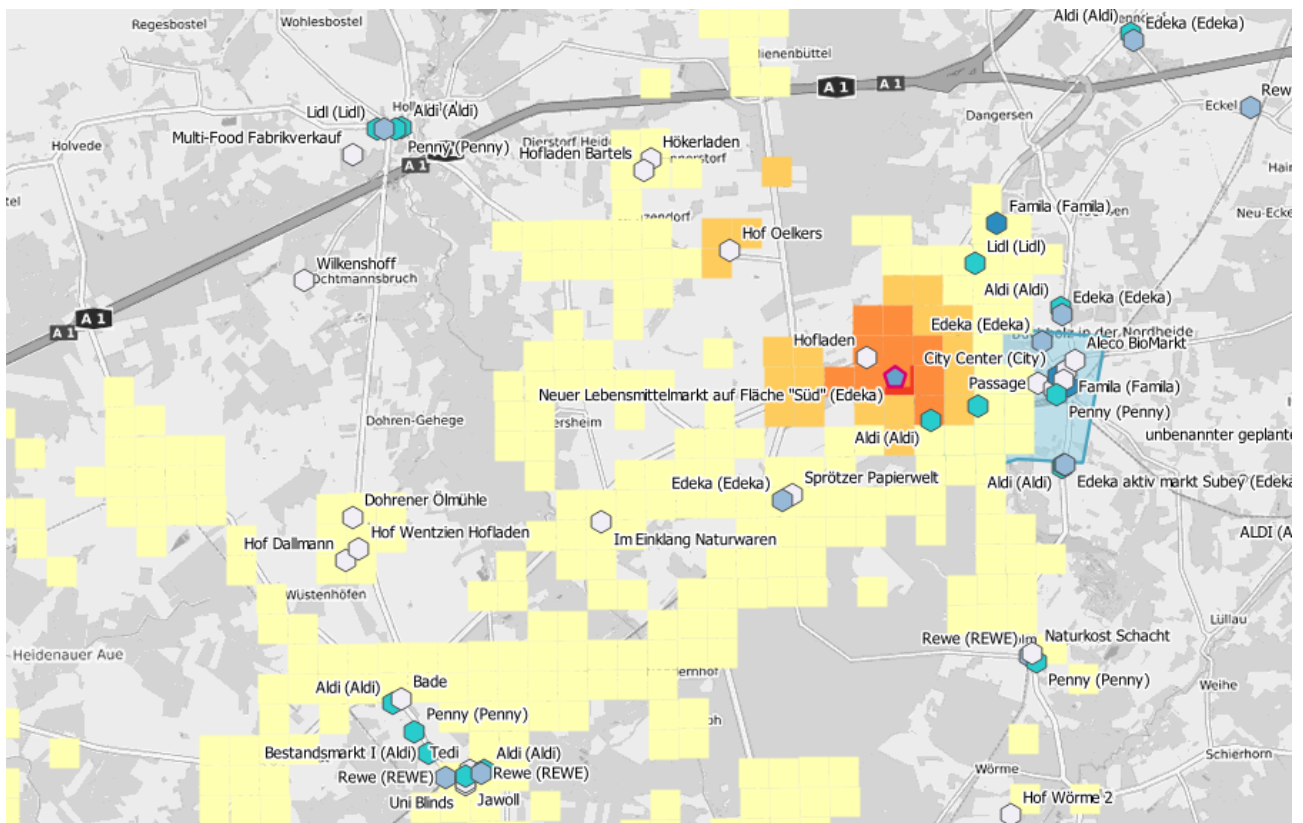 Regesbostel
Wohlesbostel
Aldi (Aldi)
Edeka (Edeka)
A 1
A 1
Eckel
Lidl (Lidl)
Aldi (Aldi)
Dangersen
Multi-Food Fabrikverkauf
Holvede
Penny (Penny)
Dierstorf Heide
Hökerladen
Hofladen Bartels
A 1
Famila (Famila)
Hof Oelkers
Lidl (Lidl)
Wilkenshoff
Ochtmannsbruch
Aldi (Aldi)
Edeka (Edeka)
A 1
A 1
Edeka (Edeka)
Hofladen
City Center (City)
Aleco BioMarkt
Passage
Famila (Famila)
Neuer Lebensmittelmarkt auf Fläche "Süd" (Edeka)
Penny (Penny)
Dohren-Gehege
Aldi (Aldi)
unbenannter geplante
Edeka (Edeka)
Sprötzer Papierwelt
Aldi (Aldi)
Edeka aktiv markt Subey (Edeka
Dohrener Ölmühle
Hof Wentzien Hofladen
Hof Dallmann
Im Einklang Naturwaren
ALDI (A
Wüstenhöfen
Lüllau
Heidenauer Aue
Rewe (REWE)
Naturkost Schacht
Penny (Penny)
Weihe
Aldi (Aldi)
Bade
Penny (Penny)
Bestandsmarkt I (Aldi)
Tedi
Aldi (Aldi)
Schierhorn
Rewe (REWE)
Rewe (REWE)
Wörme
Uni Blinds
Jawoll
Hof Wörme 2